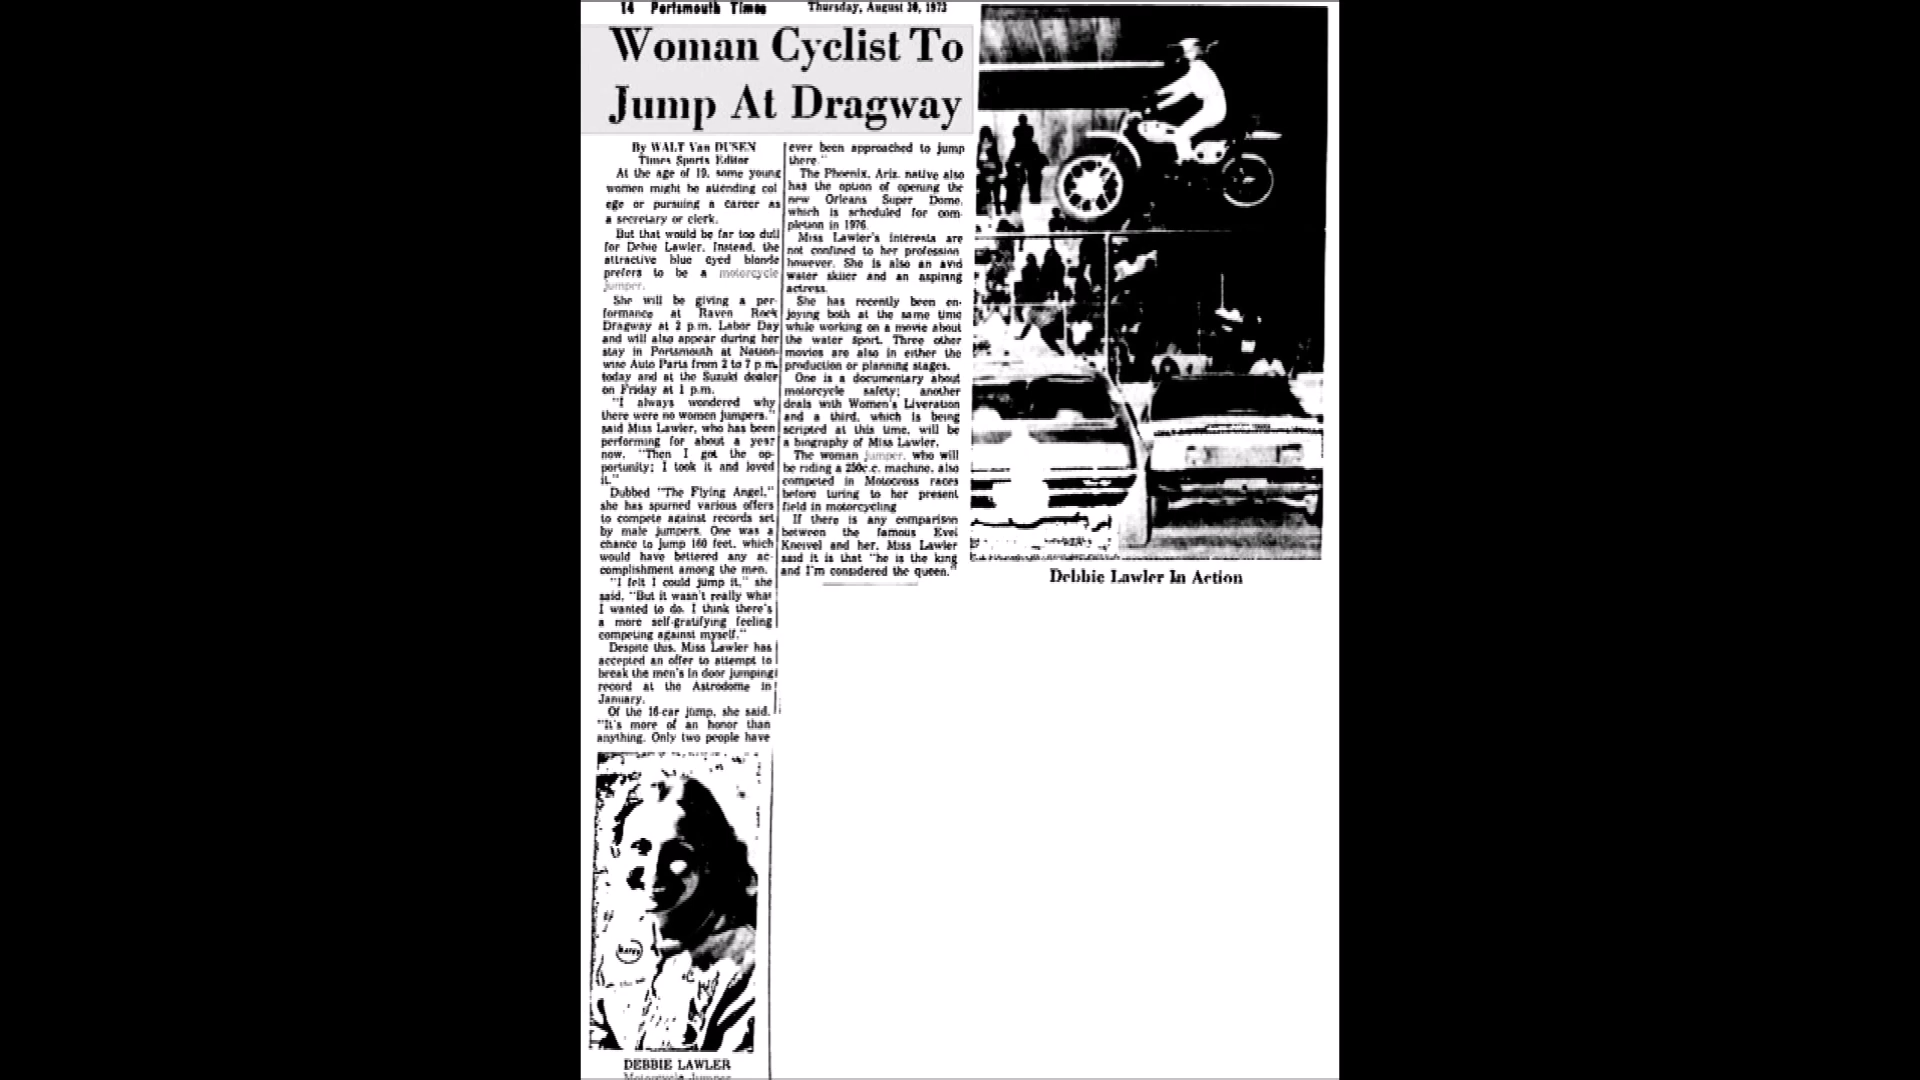 14 Portsmouth Times Thursday, August 30, 1973
Woman Cyclist To
Jump At Dragway
By WALT Van DUSEN
Times Sports Editor
At the age of 19, some young
women might be attending col
ege or pursuing a career as
a secretary or clerk.
But that would be far too dull
for Debie Lawler. Instead, the
attractive blue eyed blonde
prefers to be a motorcycle
jumper.
She will be giving a per-
formance at Raven Rock
Dragway at 2 p.m. Labor Day
and will also appear during her
stay in Portsmouth at Nation-
wise Auto Parts from 2 to 7 p.m.
today and at the Suzuki dealer
on Friday at 1 p.m.
"I always wondered why
there were no women jumpers,"
said Miss Lawler, who has been
performing for about a year
now. "Then I got the op-
portunity; I took it and loved
it."
Dubbed "The Flying Angel,"
she has spurned various offers
to compete against records set
by male jumpers. One was a
chance to jump 160 feet, which
would have bettered any ac-
complishment among the men.
"I felt I could jump it," she
said, "But it wasn't really what
I wanted to do. I think there's
a more self-gratifying feeling
competing against myself."
Despite this, Miss Lawler has
accepted an offer to attempt to
break the men's in door jumping
record at the Astrodome in
January.
Of the 16-car jump, she said,
"It's more of an honor than
anything. Only two people have
ever been approached to jump
there."
The Phoenix, Ariz. native also
has the option of opening the
new Orleans Super Dome,
which is scheduled for com-
pletion in 1976.
Miss Lawler's interests are
not confined to her profession
however. She is also an avid
water skiier and an aspiring
actress.
She has recently been en-
joying both at the same time
while working on a movie about
the water sport. Three other
movies are also in either the
production or planning stages.
One is a documentary about
motorcycle safety; another
deals with Women's Liveration
and a third, which is being
scripted at this time, will be
a biography of Miss Lawler.
The woman jumper, who will
be riding a 250c.c. machine, also
competed in Motocross races
before turing to her present
field in motorcycling
If there is any comparison
between the famous Evel
Kneivel and her, Miss Lawler
said it is that "he is the king
and I'm considered the queen."
Debbie Lawler In Action
DEBBIE LAWLER
Motorcycle Jumper